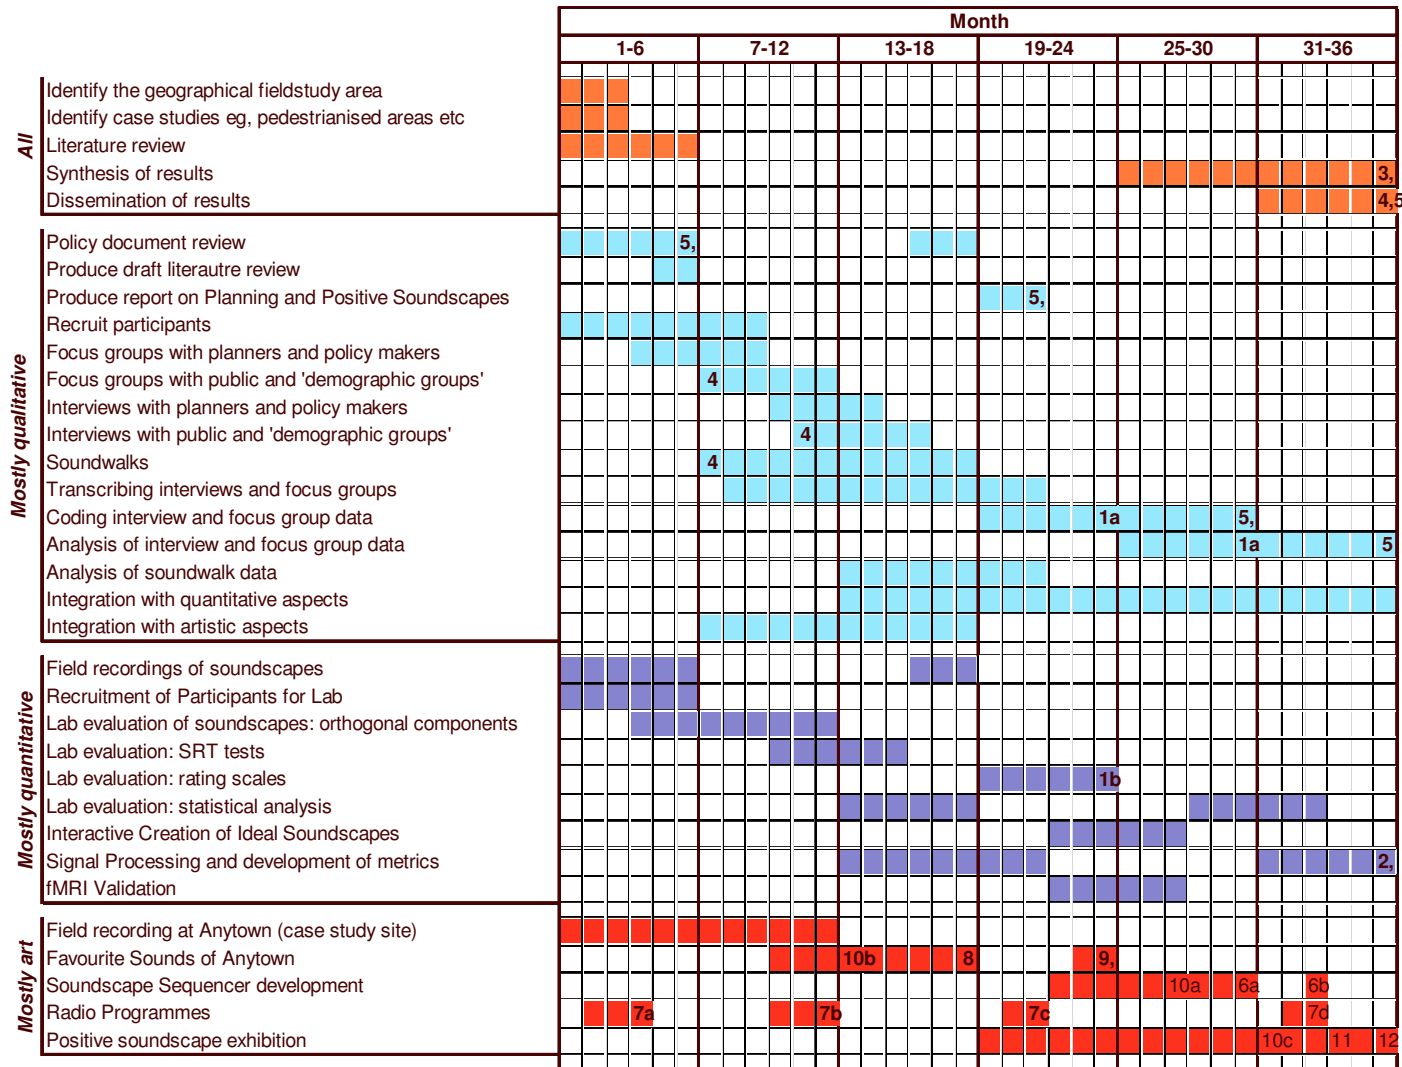 Month
1-6 7-12 13-18 19-24 25-30 31-36
All
Identify the geographical fieldstudy area
Identify case studies eg, pedestrianised areas etc
Literature review
Synthesis of results 3,
Dissemination of results 4,5
Mostly qualitative
Policy document review 5,
Produce draft literautre review
Produce report on Planning and Positive Soundscapes 5,
Recruit participants
Focus groups with planners and policy makers
Focus groups with public and 'demographic groups' 4
Interviews with planners and policy makers
Interviews with public and 'demographic groups' 4
Soundwalks 4
Transcribing interviews and focus groups
Coding interview and focus group data 1a 5,
Analysis of interview and focus group data 1a 5
Analysis of soundwalk data
Integration with quantitative aspects
Integration with artistic aspects
Mostly quantitative
Field recordings of soundscapes
Recruitment of Participants for Lab
Lab evaluation of soundscapes: orthogonal components
Lab evaluation: SRT tests
Lab evaluation: rating scales 1b
Lab evaluation: statistical analysis
Interactive Creation of Ideal Soundscapes
Signal Processing and development of metrics 2,
fMRI Validation
Mostly art
Field recording at Anytown (case study site)
Favourite Sounds of Anytown 10b 8 9,
Soundscape Sequencer development 10a 6a 6b
Radio Programmes 7a 7b 7c 7d
Positive soundscape exhibition 10c 11 12